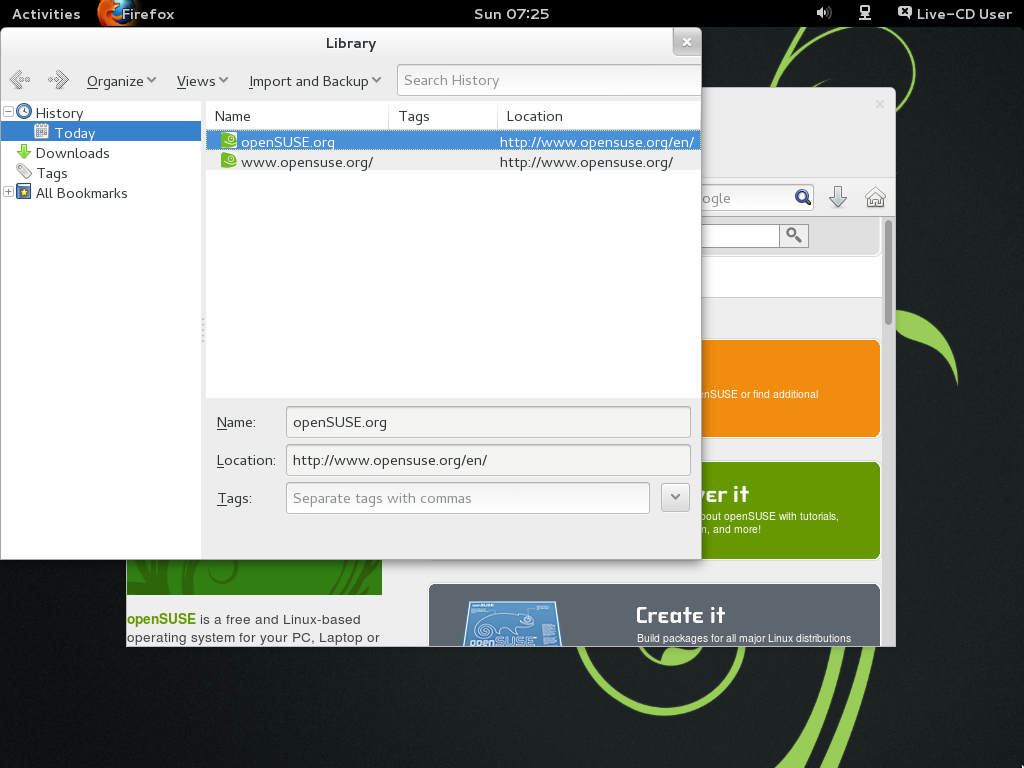 Activities Firefox Sun 07:25 Live-CD User
Library
Organize Views Import and Backup Search History
Name Tags Location
History
Today
Downloads
Tags
All Bookmarks
openSUSE.org http://www.opensuse.org/en/
www.opensuse.org/ http://www.opensuse.org/
Name: openSUSE.org
Location: http://www.opensuse.org/en/
Tags: Separate tags with commas
ogle
nSUSE or find additional
ver it
bout openSUSE with tutorials,
m, and more!
openSUSE is a free and Linux-based
operating system for your PC, Laptop or
openSUSE
Create it
Build packages for all major Linux distributions